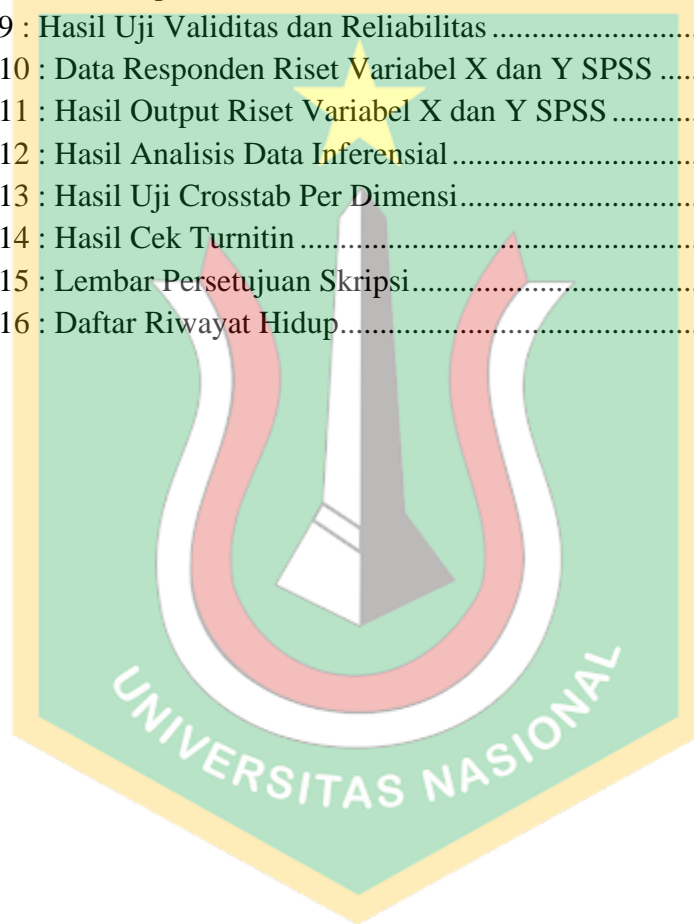 9 : Hasil Uji Validitas dan Reliabilitas .......................
10 : Data Responden Riset Variabel X dan Y SPSS .....
11 : Hasil Output Riset Variabel X dan Y SPSS ...........
12 : Hasil Analisis Data Inferensial ............................
13 : Hasil Uji Crosstab Per Dimensi...........................
14 : Hasil Cek Turnitin ..............................................
15 : Lembar Persetujuan Skripsi.................................
16 : Daftar Riwayat Hidup.........................................
UNIVERSITAS NASIONAL